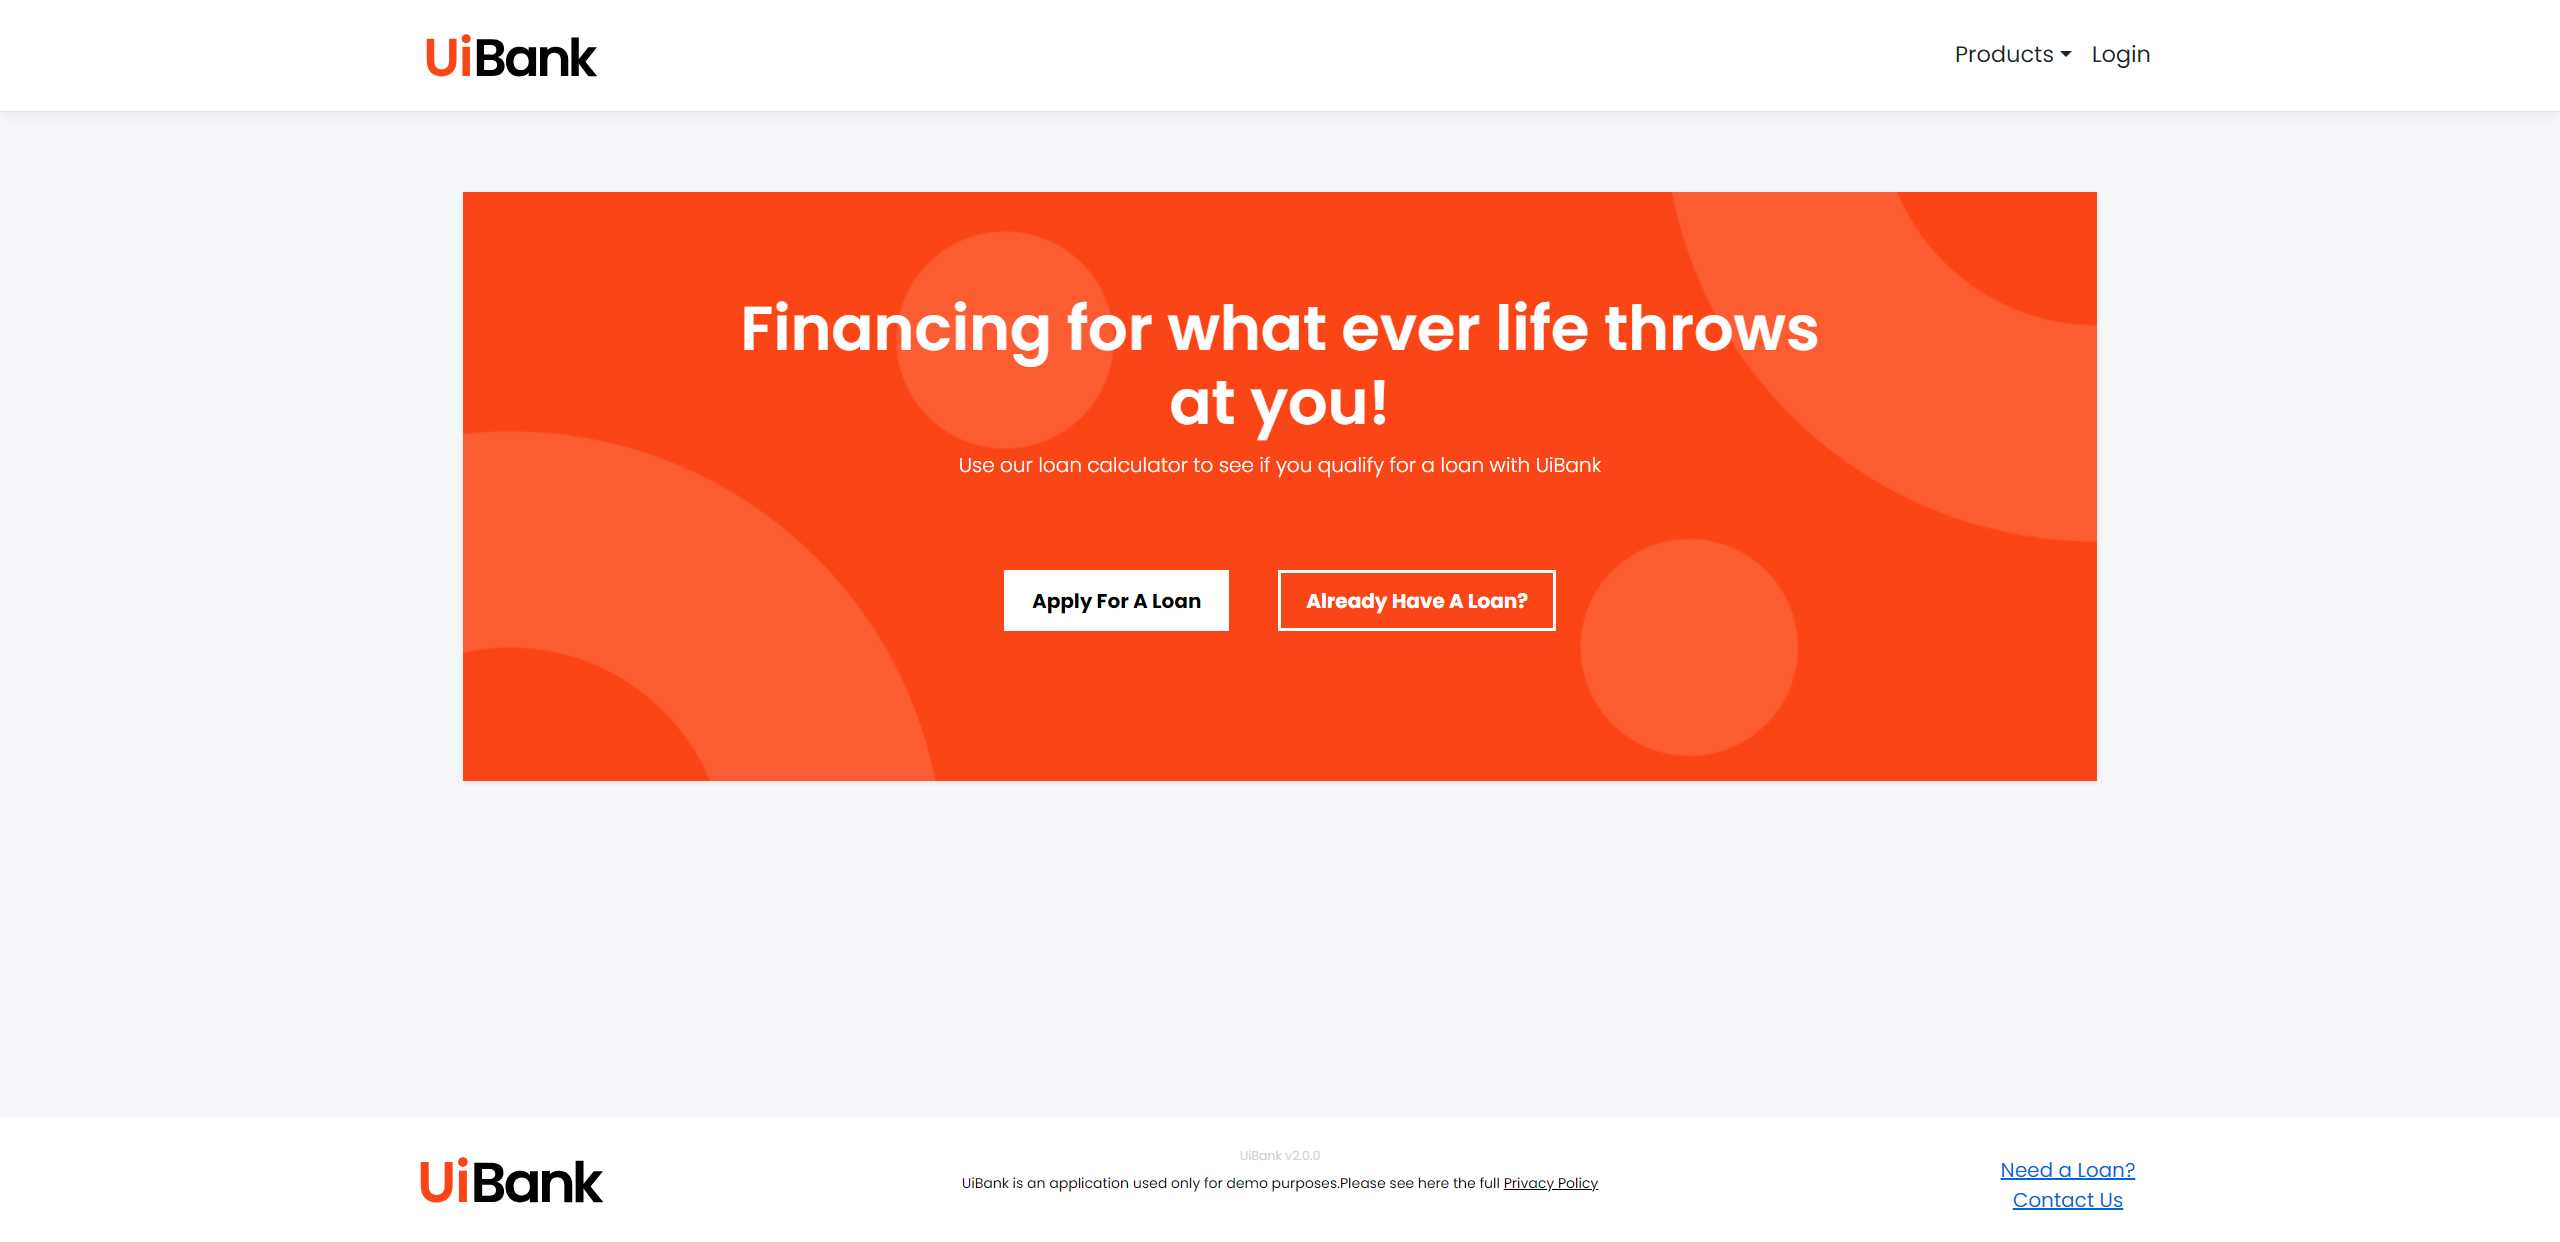 UiBank
Products Login
Financing for what ever life throws
at you!
Use our loan calculator to see if you qualify for a loan with UiBank
Apply For A Loan
Already Have A Loan?
UiBank
UiBank v2.0.0
UiBank is an application used only for demo purposes.Please see here the full Privacy Policy
Need a Loan?
Contact Us